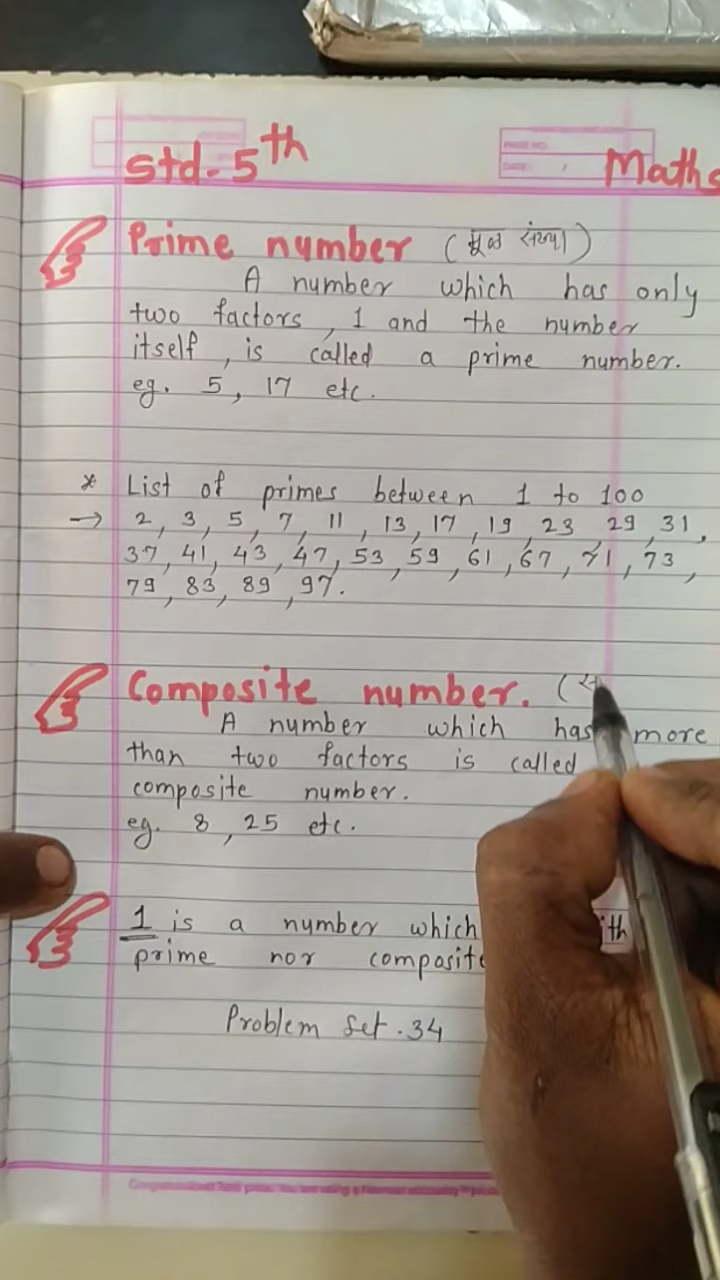 Std. 5th Maths
Prime number (मूळ संख्या)
A number which has only
two factors, 1 and the number
itself, is called a prime number.
eg. 5, 17 etc.
* List of primes between 1 to 100
→ 2, 3, 5, 7, 11, 13, 17, 19, 23, 29, 31,
37, 41, 43, 47, 53, 59, 61, 67, 71, 73,
79, 83, 89, 97.
Composite number. (
A number which has more
than two factors is called
composite number.
eg. 8, 25 etc.
1 is a number which
prime nor composite
Problem Set. 34